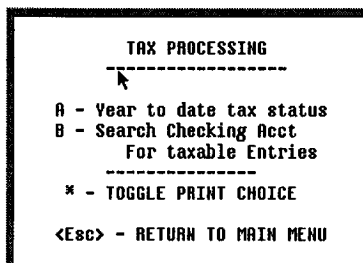 TAX PROCESSING
A - Year to date tax status
B - Search Checking Acct
For taxable Entries
* - TOGGLE PRINT CHOICE
<Esc> - RETURN TO MAIN MENU